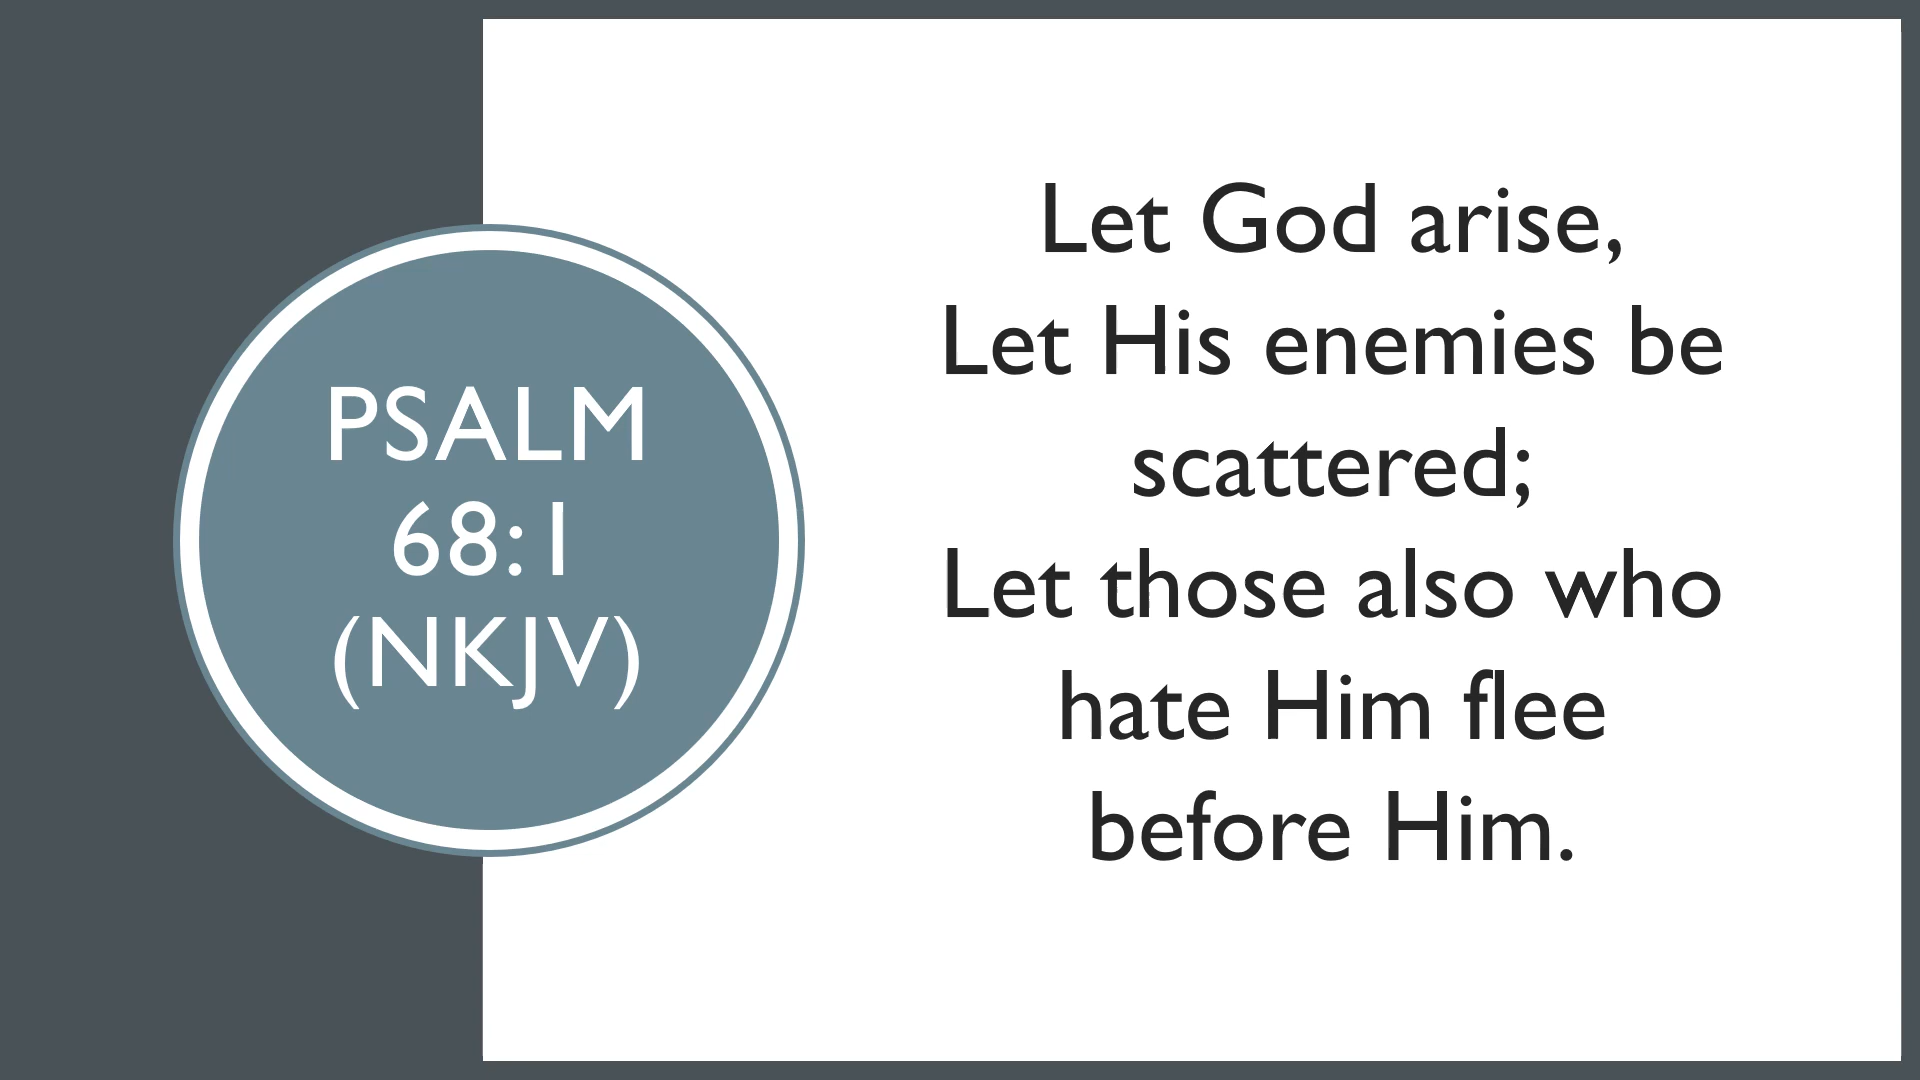 PSALM
68:1
(NKJV)
Let God arise,
Let His enemies be
scattered;
Let those also who
hate Him flee
before Him.